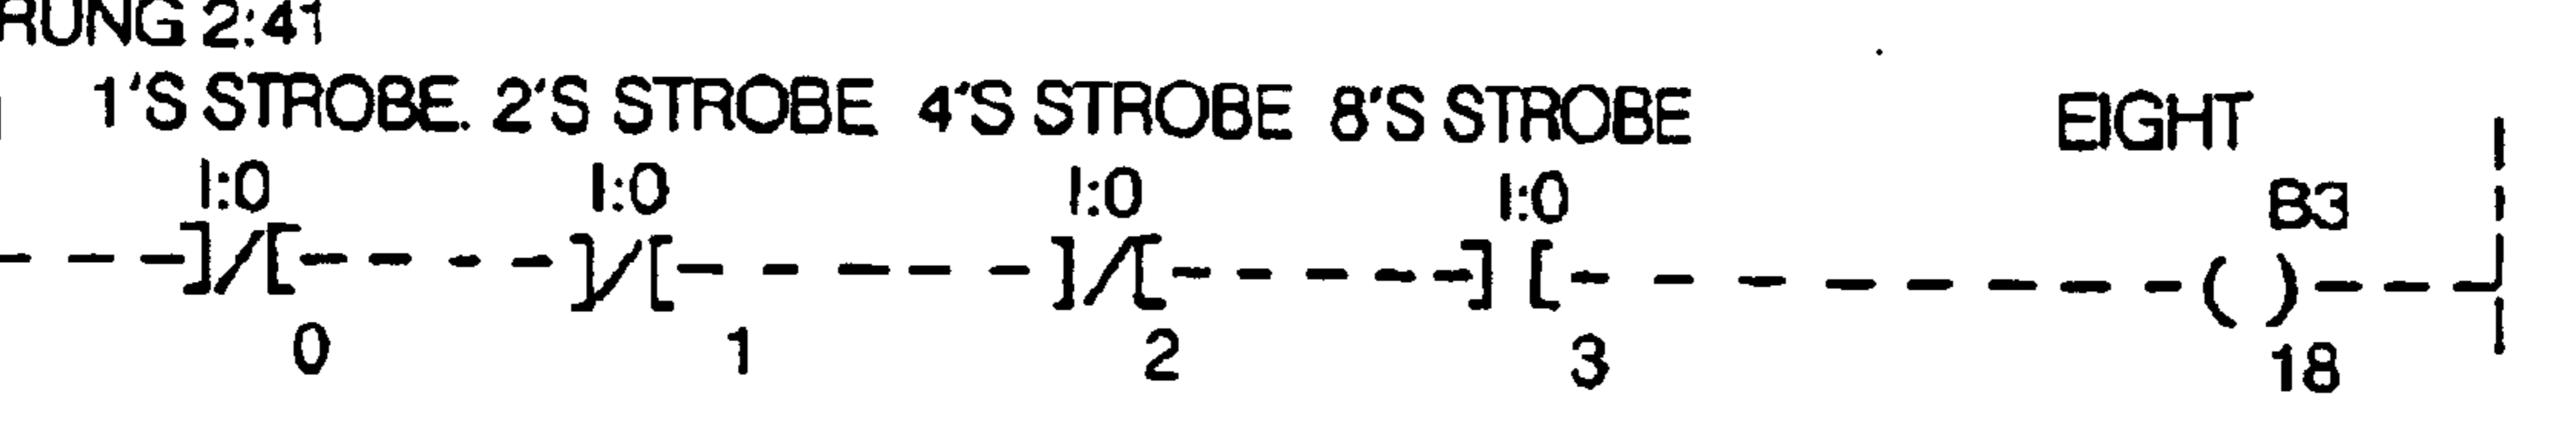 RUNG 2:41
1'S STROBE. 2'S STROBE 4'S STROBE 8'S STROBE EIGHT
I:0 I:0 I:0 I:0 B3
---]/[-- - --]/[- - --- -]/[- - - --] [- - - - - - - -( )- - -
0 1 2 3 18